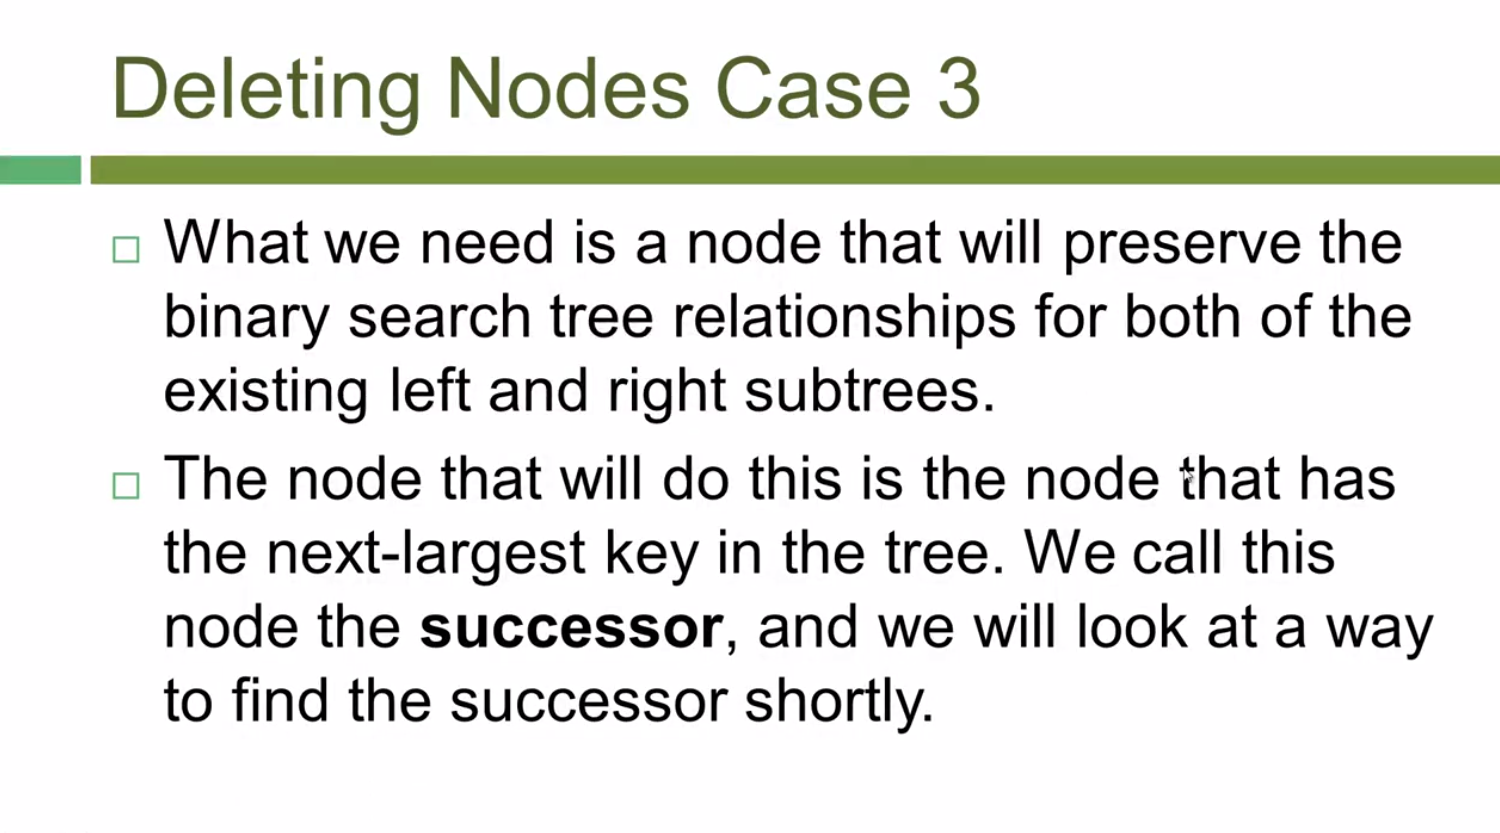 Deleting Nodes Case 3
What we need is a node that will preserve the
binary search tree relationships for both of the
existing left and right subtrees.
The node that will do this is the node that has
the next-largest key in the tree. We call this
node the successor, and we will look at a way
to find the successor shortly.